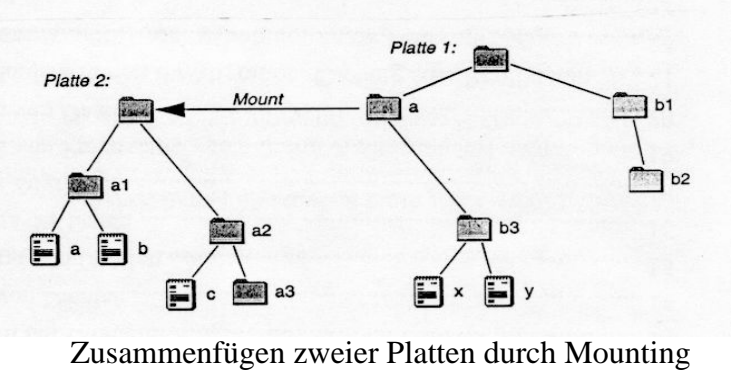 Platte 1:
Platte 2:
Mount
a
b1
a1
b2
a2
b3
a
b
c
a3
x
y
Zusammenfügen zweier Platten durch Mounting